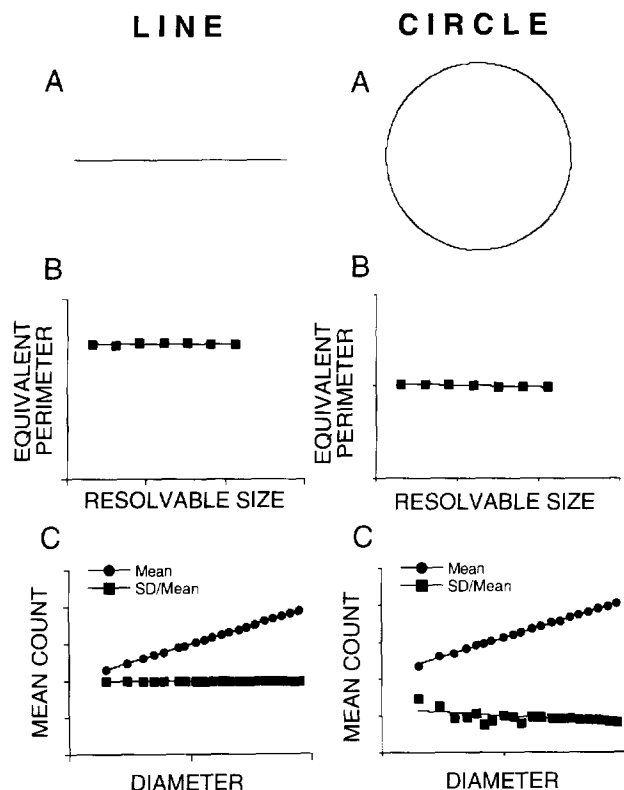 LINE
A
B
EQUIVALENT
PERIMETER
RESOLVABLE SIZE
C
Mean
SD/Mean
MEAN COUNT
DIAMETER
CIRCLE
A
B
EQUIVALENT
PERIMETER
RESOLVABLE SIZE
C
Mean
SD/Mean
MEAN COUNT
DIAMETER